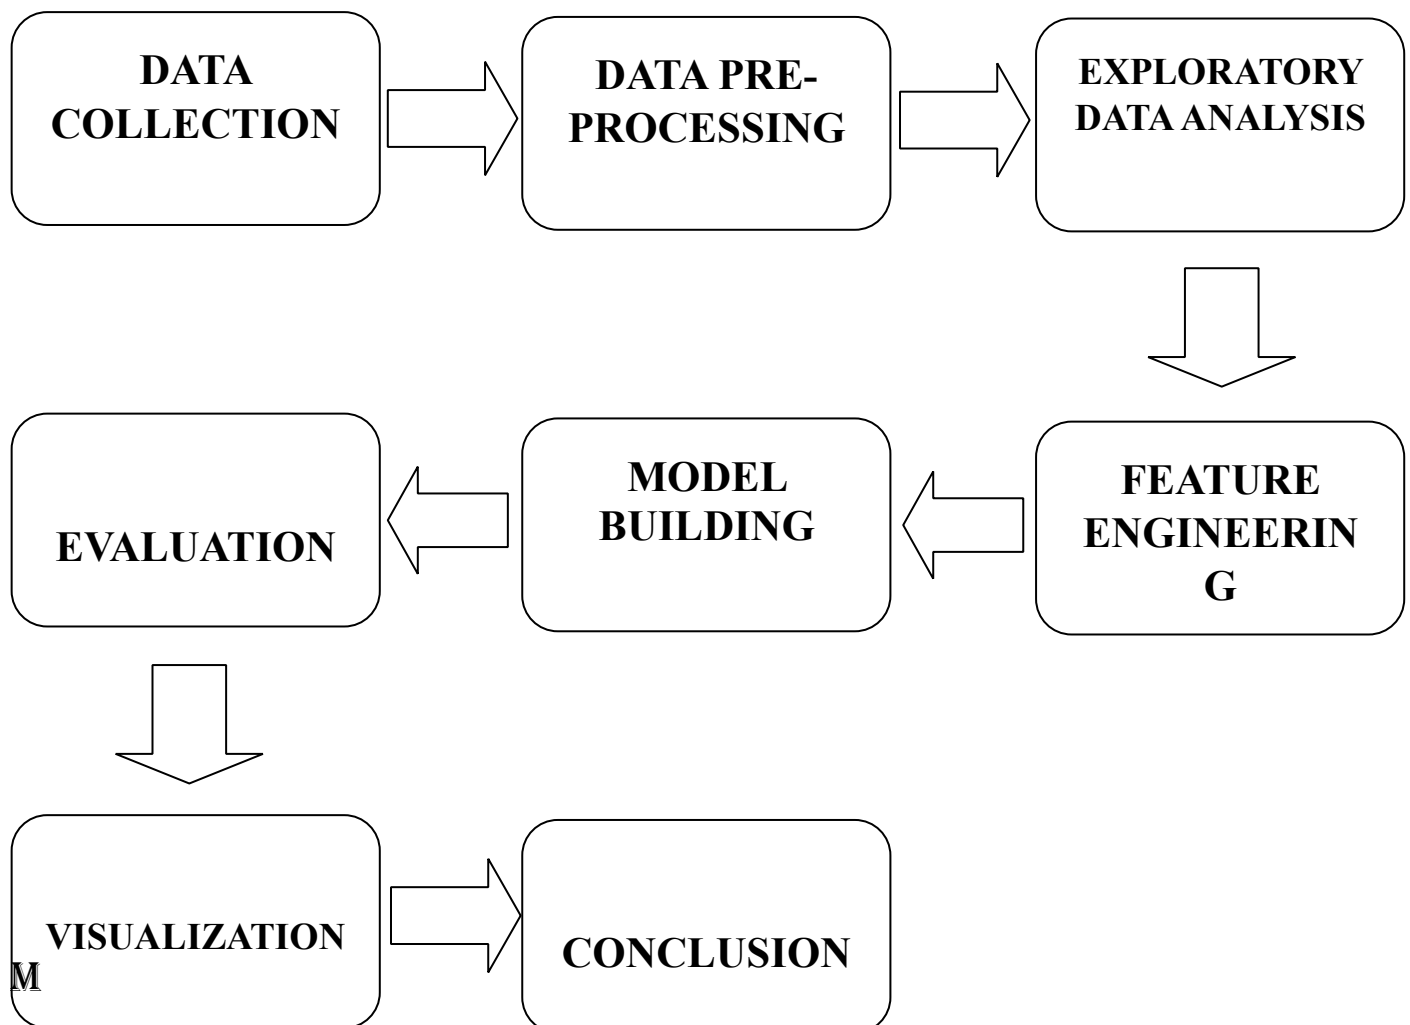 DATA
COLLECTION
DATA PRE-
PROCESSING
EXPLORATORY
DATA ANALYSIS
FEATURE
ENGINEERIN
G
MODEL
BUILDING
EVALUATION
VISUALIZATION
M
CONCLUSION